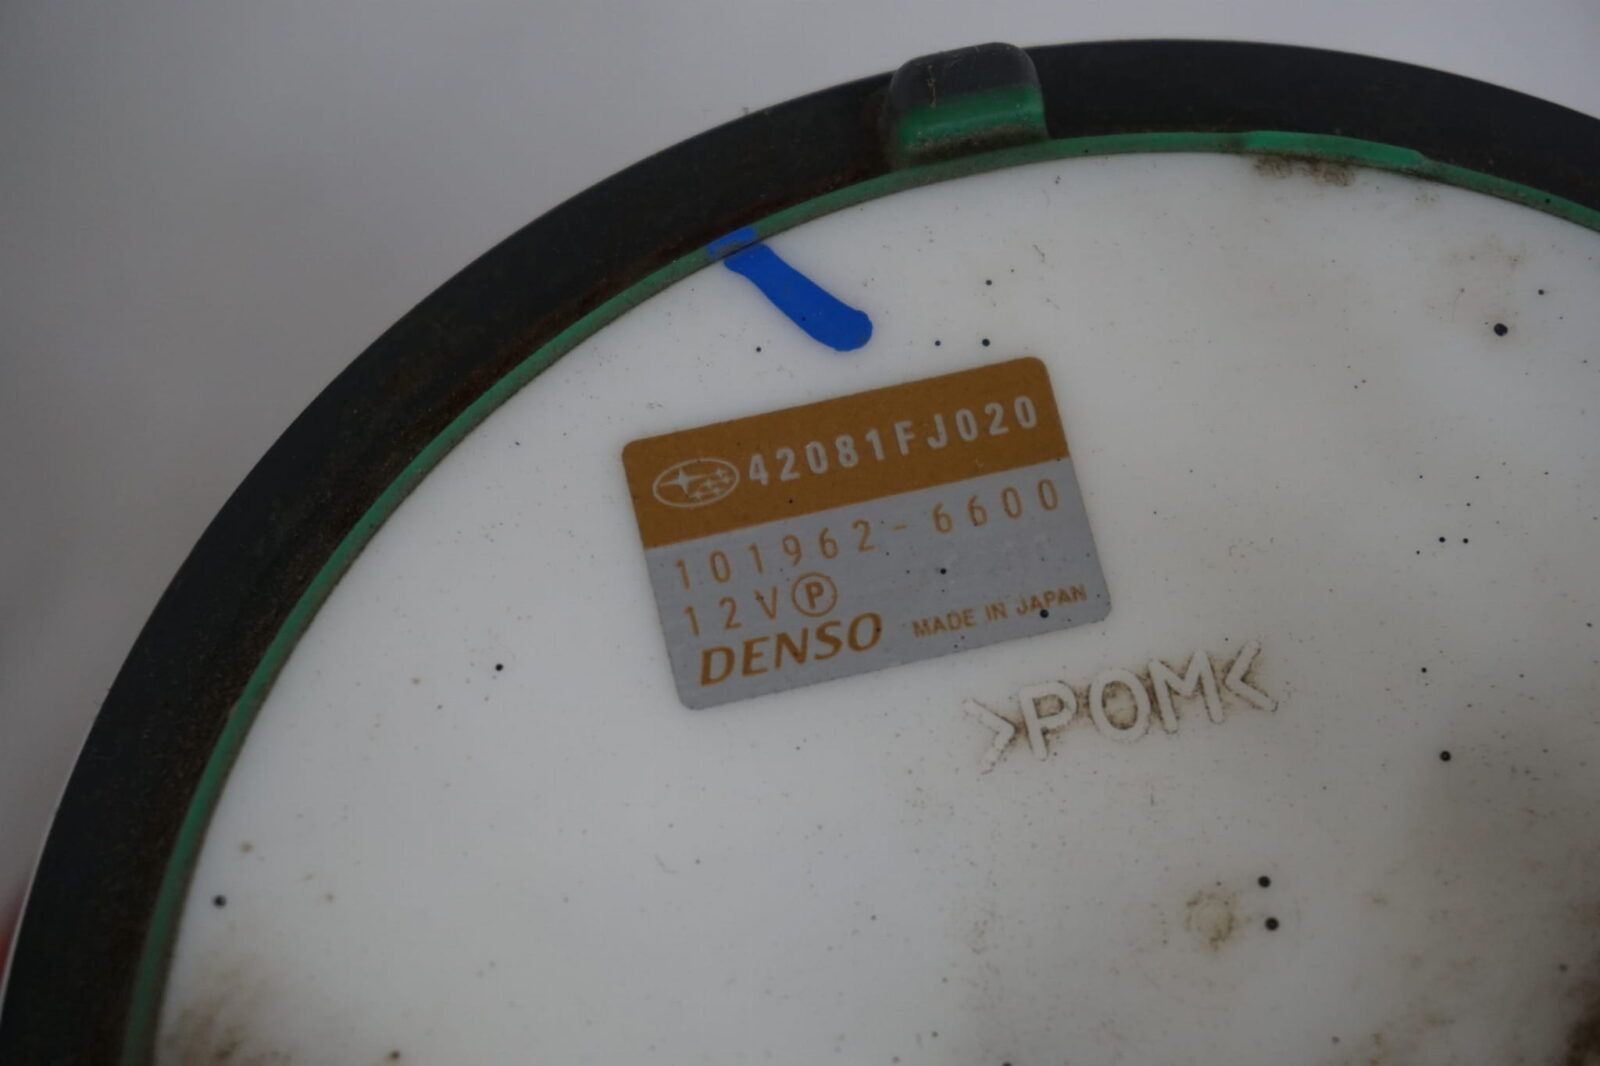 42081FJ020
101962-6600
12V Ⓟ
DENSO MADE IN JAPAN
>POM<